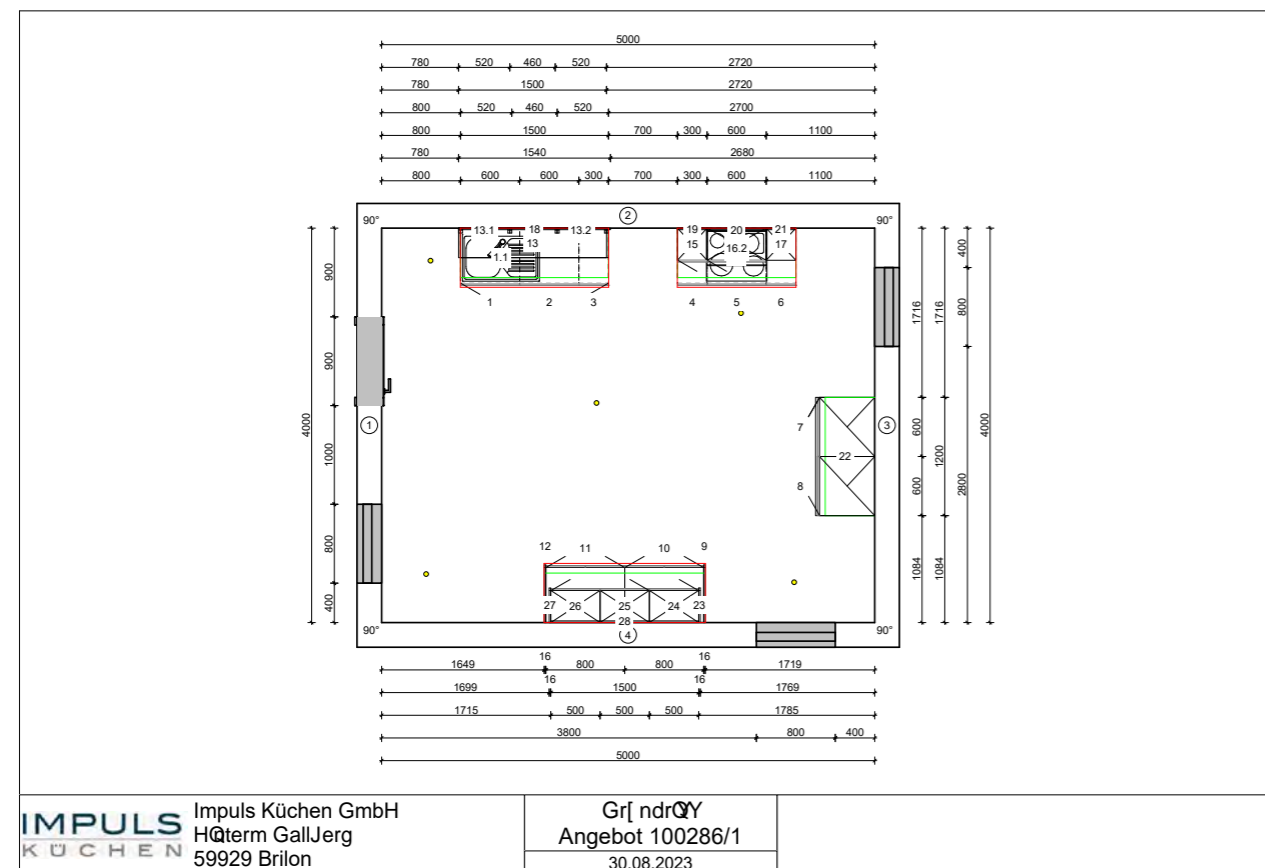 5000
780 520 460 520 2720
780 1500 2720
800 520 460 520 2700
800 1500 700 300 600 1100
780 1540 2680
800 600 600 300 700 300 600 1100
90° 2 90°
13.1 18 13.2 19 20 21
13 15 16.2 17
1.1
1 2 3 4 5 6
900 900 1000 800 400
4000
1
400 800 2800
1716 600 600 1084
1716 1200 1084
4000
3
7
22
8
12 11 10 9
27 26 25 24 23
28
90° 4 90°
1649 16 800 800 16 1719
1699 16 1500 16 1769
1715 500 500 500 1785
3800 800 400
5000
IMPULS
KÜCHEN
Impuls Küchen GmbH
HQterm GallJerg
59929 Brilon
Gr[ ndrQY
Angebot 100286/1
30.08.2023